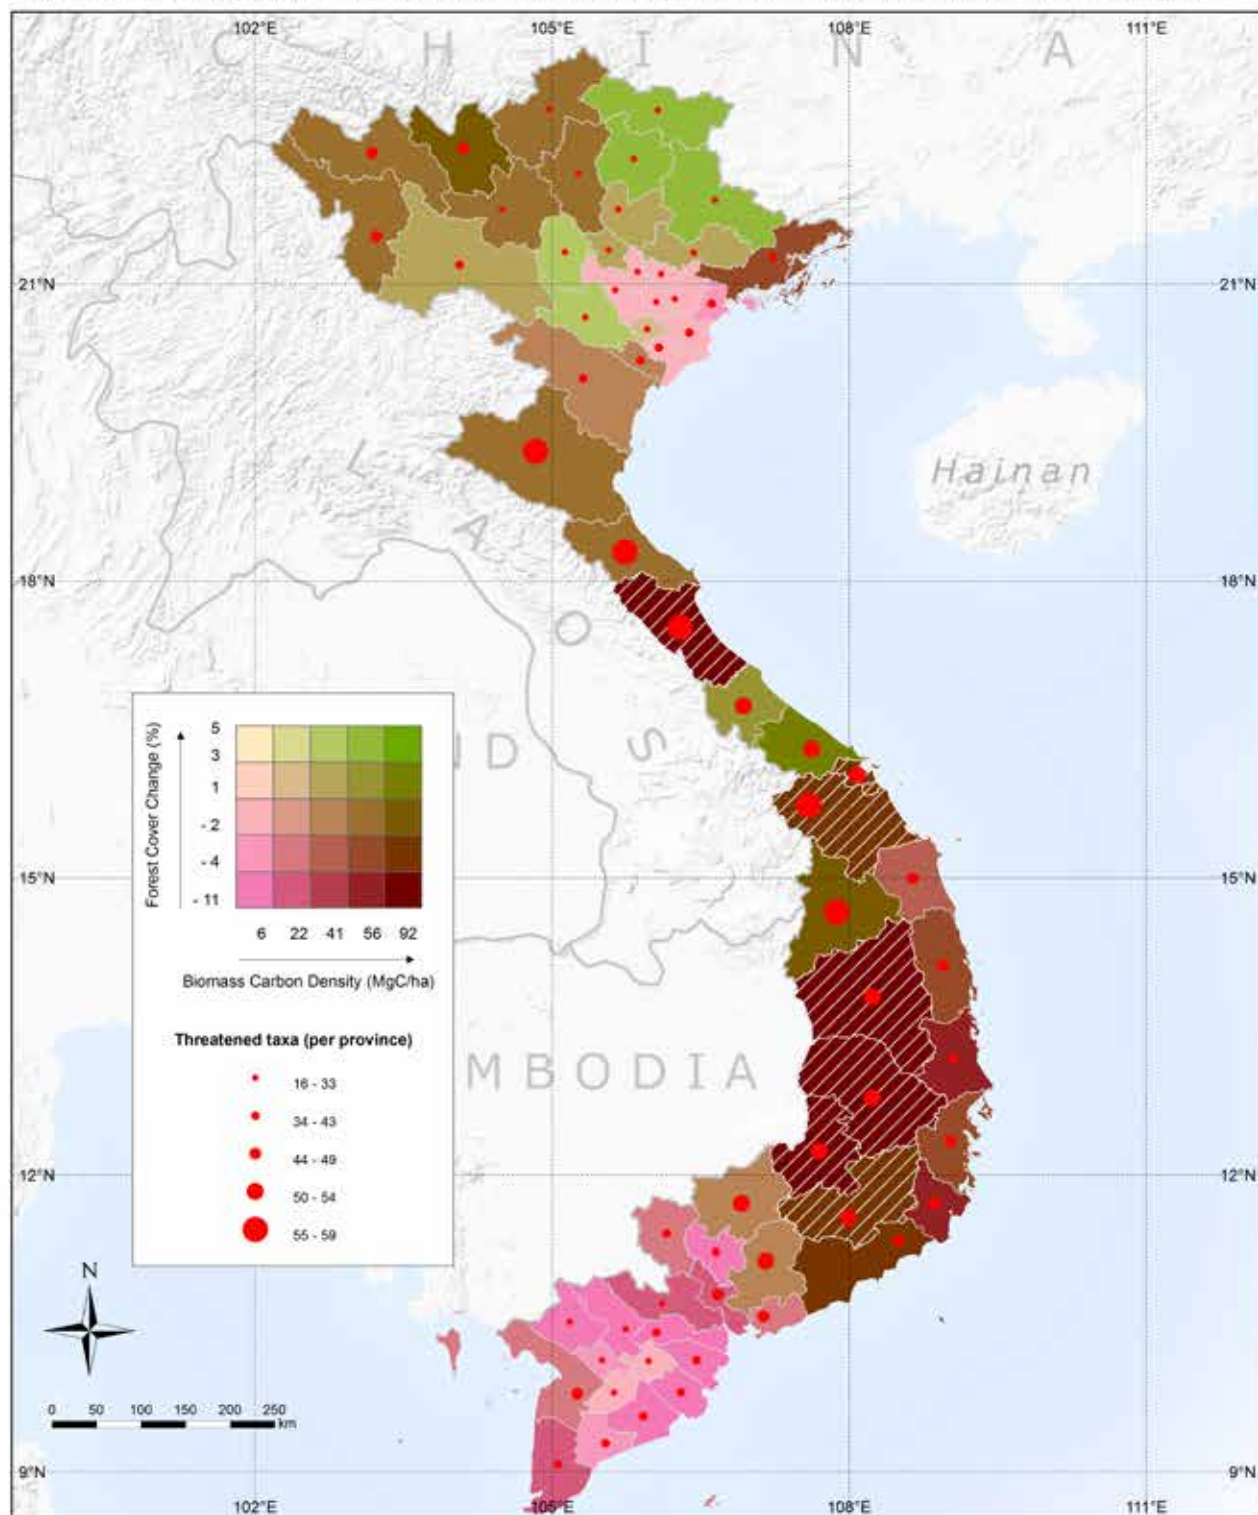 102°E 105°E 108°E 111°E
C H I N A
21°N 21°N
Hainan
L A O S
18°N 18°N
ND
Forest Cover Change (%)
5
3
1
- 2
- 4
- 11
6 22 41 56 92
Biomass Carbon Density (MgC/ha)
15°N 15°N
Threatened taxa (per province)
16 - 33
34 - 43
44 - 49
50 - 54
55 - 59
MBODIA
12°N 12°N
N
0 50 100 150 200 250
km
9°N 9°N
102°E 105°E 108°E 111°E